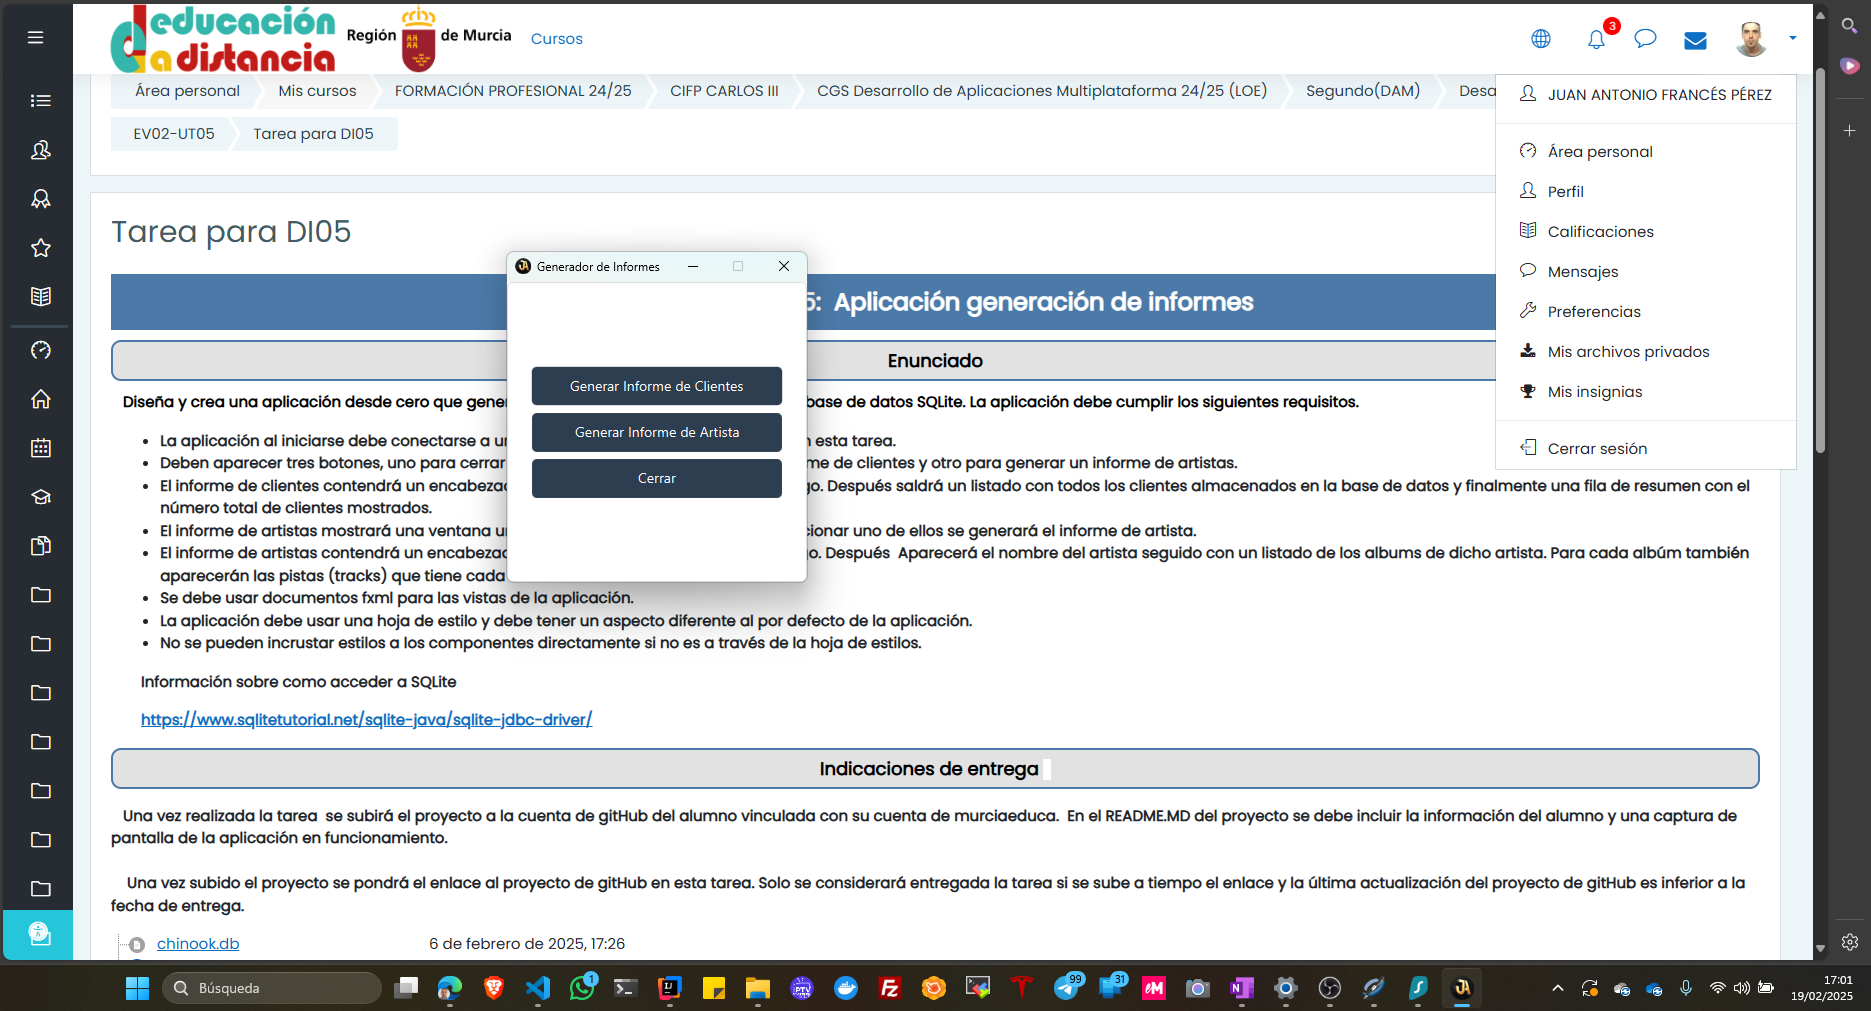 educación
a distancia
Región de Murcia
Cursos
3
Área personal
Mis cursos
FORMACIÓN PROFESIONAL 24/25
CIFP CARLOS III
CGS Desarrollo de Aplicaciones Multiplataforma 24/25 (LOE)
Segundo(DAM)
Desa
EV02-UT05
Tarea para DI05
JUAN ANTONIO FRANCÉS PÉREZ
Área personal
Perfil
Calificaciones
Mensajes
Preferencias
Mis archivos privados
Mis insignias
Cerrar sesión
Tarea para DI05
JA Generador de Informes
Generar Informe de Clientes
Generar Informe de Artista
Cerrar
5: Aplicación generación de informes
Enunciado
Diseña y crea una aplicación desde cero que gener base de datos SQLite. La aplicación debe cumplir los siguientes requisitos.
• La aplicación al iniciarse debe conectarse a un n esta tarea.
• Deben aparecer tres botones, uno para cerrar me de clientes y otro para generar un informe de artistas.
• El informe de clientes contendrá un encabezad go. Después saldrá un listado con todos los clientes almacenados en la base de datos y finalmente una fila de resumen con el
número total de clientes mostrados.
• El informe de artistas mostrará una ventana u cionar uno de ellos se generará el informe de artista.
• El informe de artistas contendrá un encabezad go. Después Aparecerá el nombre del artista seguido con un listado de los albums de dicho artista. Para cada albúm también
aparecerán las pistas (tracks) que tiene cada
• Se debe usar documentos fxml para las vistas de la aplicación.
• La aplicación debe usar una hoja de estilo y debe tener un aspecto diferente al por defecto de la aplicación.
• No se pueden incrustar estilos a los componentes directamente si no es a través de la hoja de estilos.
Información sobre como acceder a SQLite
https://www.sqlitetutorial.net/sqlite-java/sqlite-jdbc-driver/
Indicaciones de entrega
Una vez realizada la tarea se subirá el proyecto a la cuenta de gitHub del alumno vinculada con su cuenta de murciaeduca. En el README.MD del proyecto se debe incluir la información del alumno y una captura de
pantalla de la aplicación en funcionamiento.
Una vez subido el proyecto se pondrá el enlace al proyecto de gitHub en esta tarea. Solo se considerará entregada la tarea si se sube a tiempo el enlace y la última actualización del proyecto de gitHub es inferior a la
fecha de entrega.
chinook.db
6 de febrero de 2025, 17:26
Búsqueda
1
99
31
17:01
19/02/2025